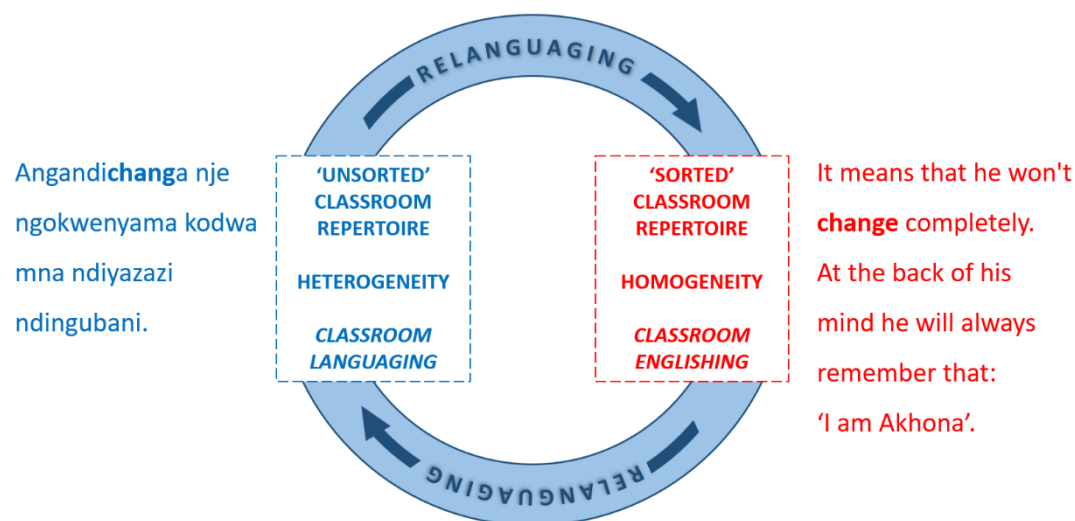 RELANGUAGING
Angandichanga nje
ngokwenyama kodwa
mna ndiyazazi
ndingubani.
‘UNSORTED’
CLASSROOM
REPERTOIRE
HETEROGENEITY
CLASSROOM
LANGUAGING
‘SORTED’
CLASSROOM
REPERTOIRE
HOMOGENEITY
CLASSROOM
ENGLISHING
It means that he won't
change completely.
At the back of his
mind he will always
remember that:
‘I am Akhona’.
RELANGUAGING